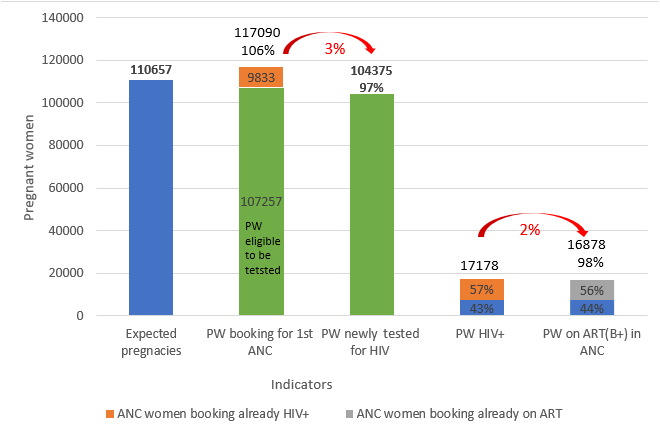 140000
120000
100000
80000
60000
40000
20000
0
Pregnant women
110657
117090
106%
9833
107257
PW
eligible
to be
tetsted
3%
104375
97%
17178
57%
43%
2%
16878
98%
56%
44%
Expected
pregnacies
PW booking for 1st
ANC
PW newly tested
for HIV
PW HIV+
PW on ART(B+) in
ANC
Indicators
ANC women booking already HIV+
ANC women booking already on ART